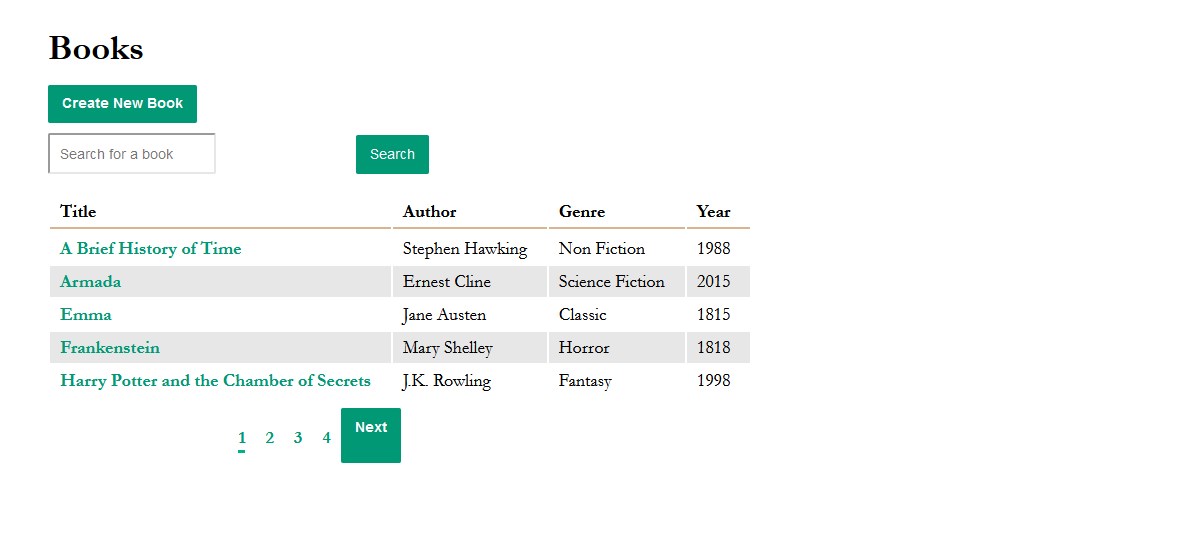 Books
Create New Book
Search for a book Search
Title Author Genre Year
A Brief History of Time Stephen Hawking Non Fiction 1988
Armada Ernest Cline Science Fiction 2015
Emma Jane Austen Classic 1815
Frankenstein Mary Shelley Horror 1818
Harry Potter and the Chamber of Secrets J.K. Rowling Fantasy 1998
1 2 3 4 Next